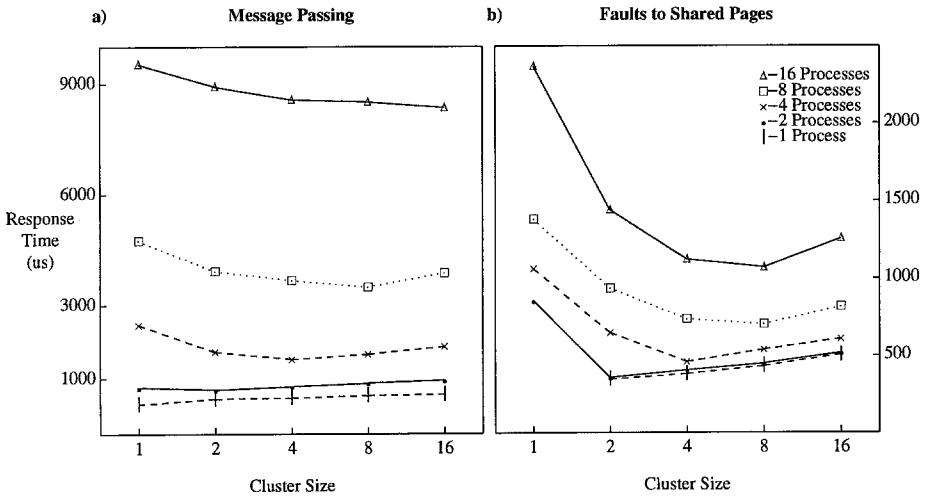 a) Message Passing
b) Faults to Shared Pages
9000
6000
3000
1000
Response
Time
(us)
1 2 4 8 16
Cluster Size
–16 Processes
–8 Processes
–4 Processes
–2 Processes
–1 Process
2000
1500
1000
500
1 2 4 8 16
Cluster Size